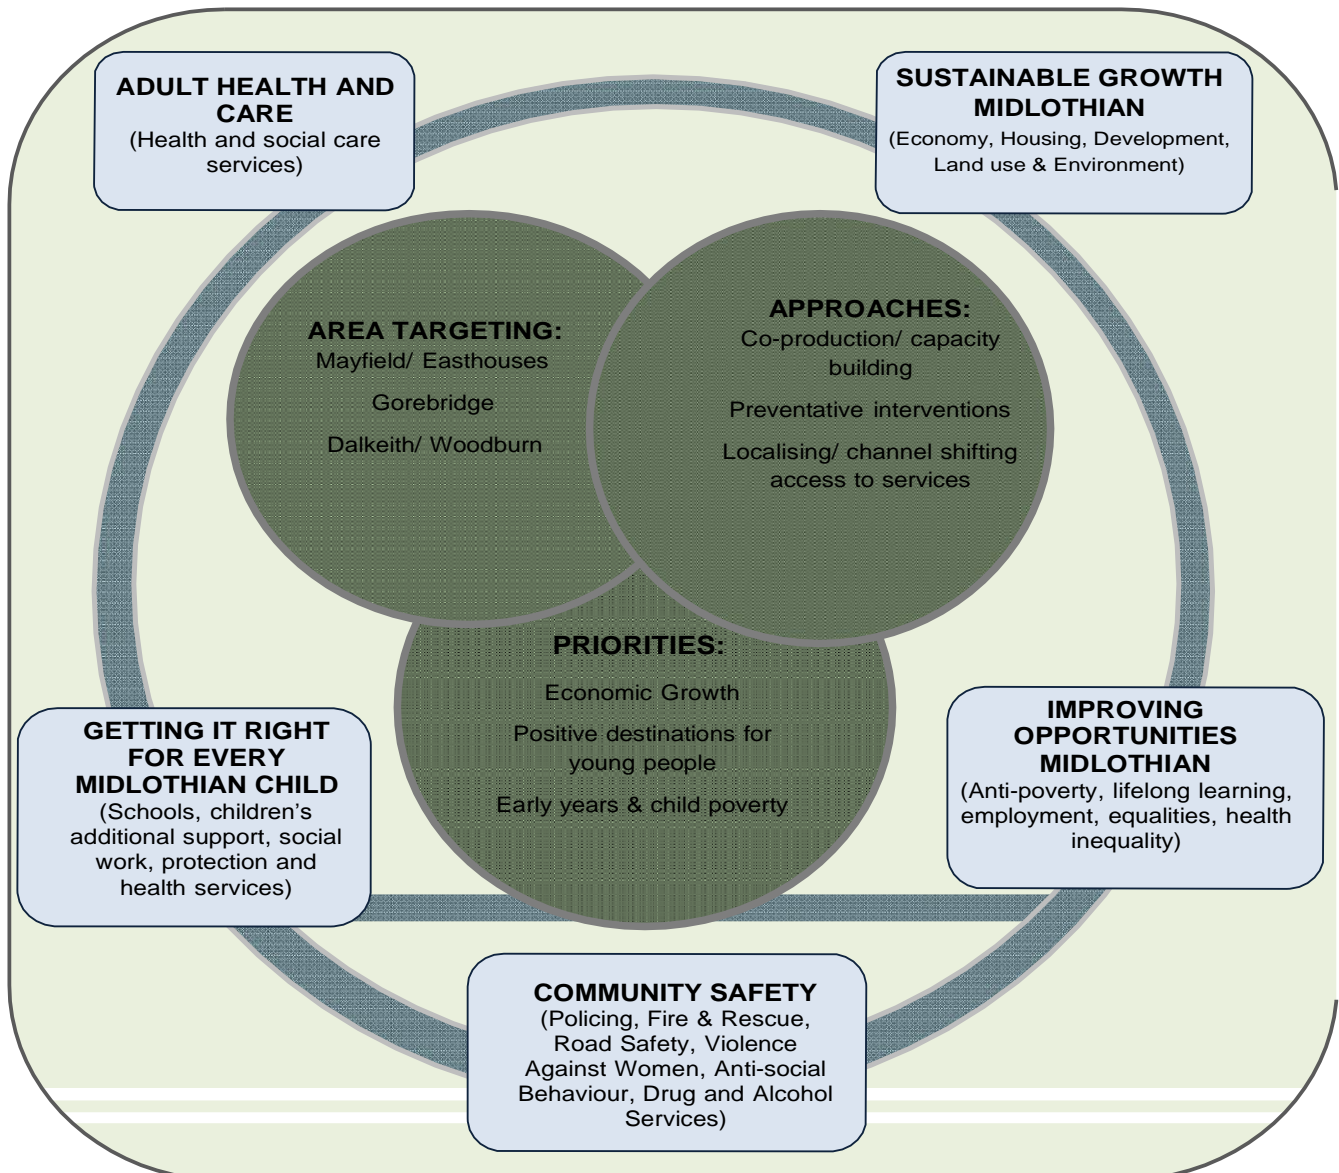 ADULT HEALTH AND
CARE
(Health and social care
services)
SUSTAINABLE GROWTH
MIDLOTHIAN
(Economy, Housing, Development,
Land use & Environment)
AREA TARGETING:
Mayfield/ Easthouses
Gorebridge
Dalkeith/ Woodburn
APPROACHES:
Co-production/ capacity
building
Preventative interventions
Localising/ channel shifting
access to services
PRIORITIES:
Economic Growth
Positive destinations for
young people
Early years & child poverty
GETTING IT RIGHT
FOR EVERY
MIDLOTHIAN CHILD
(Schools, children’s
additional support, social
work, protection and
health services)
IMPROVING
OPPORTUNITIES
MIDLOTHIAN
(Anti-poverty, lifelong learning,
employment, equalities, health
inequality)
COMMUNITY SAFETY
(Policing, Fire & Rescue,
Road Safety, Violence
Against Women, Anti-social
Behaviour, Drug and Alcohol
Services)